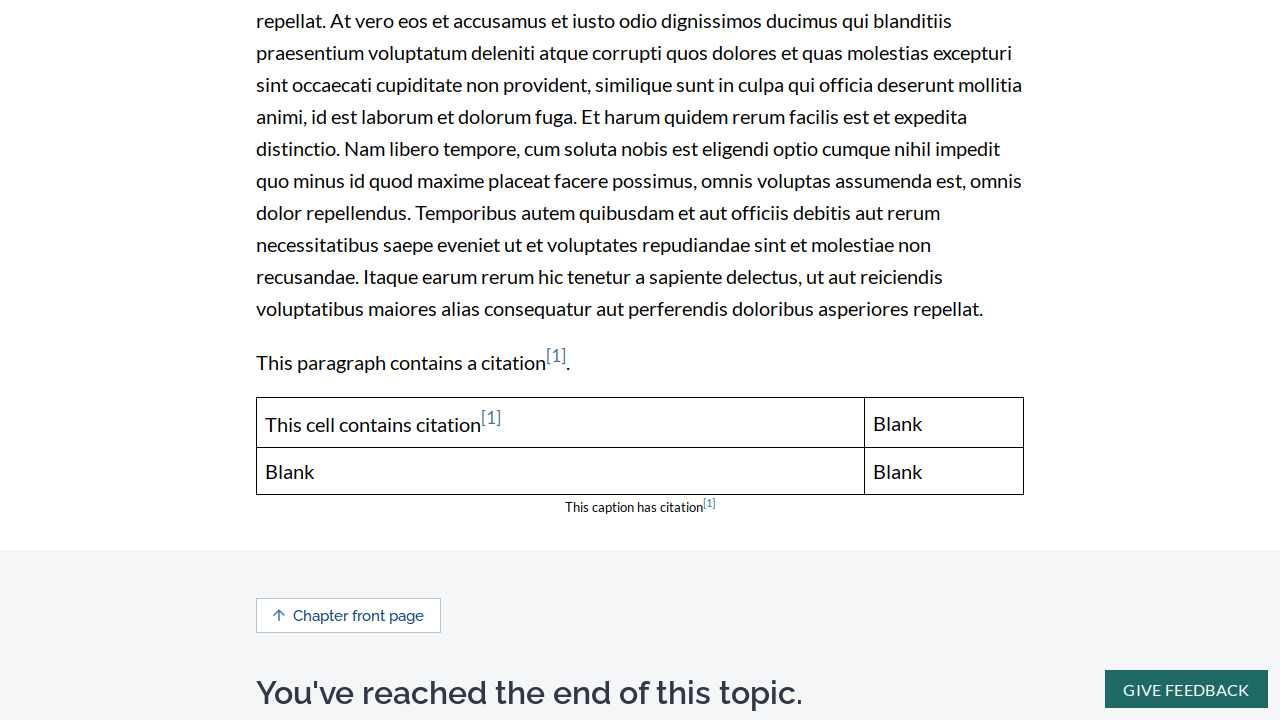 repellat. At vero eos et accusamus et iusto odio dignissimos ducimus qui blanditiis
praesentium voluptatum deleniti atque corrupti quos dolores et quas molestias excepturi
sint occaecati cupiditate non provident, similique sunt in culpa qui officia deserunt mollitia
animi, id est laborum et dolorum fuga. Et harum quidem rerum facilis est et expedita
distinctio. Nam libero tempore, cum soluta nobis est eligendi optio cumque nihil impedit
quo minus id quod maxime placeat facere possimus, omnis voluptas assumenda est, omnis
dolor repellendus. Temporibus autem quibusdam et aut officiis debitis aut rerum
necessitatibus saepe eveniet ut et voluptates repudiandae sint et molestiae non
recusandae. Itaque earum rerum hic tenetur a sapiente delectus, ut aut reiciendis
voluptatibus maiores alias consequatur aut perferendis doloribus asperiores repellat.
This paragraph contains a citation[1].
This cell contains citation[1] Blank
Blank Blank
This caption has citation[1]
Chapter front page
You've reached the end of this topic.
GIVE FEEDBACK